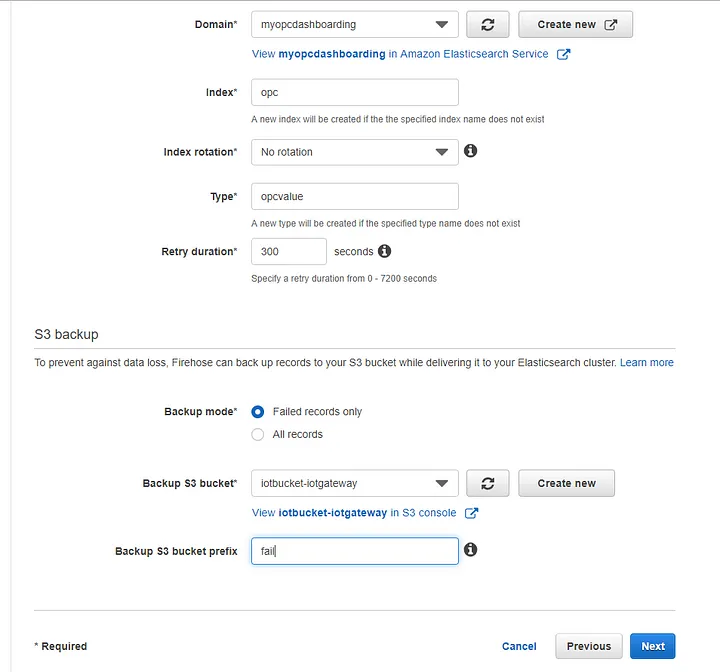 Domain* myopcdashboarding Create new
View myopcdashboarding in Amazon Elasticsearch Service
Index* opc
A new index will be created if the the specified index name does not exist
Index rotation* No rotation
Type* opcvalue
A new type will be created if the specified type name does not exist
Retry duration* 300 seconds
Specify a retry duration from 0 - 7200 seconds
S3 backup
To prevent against data loss, Firehose can back up records to your S3 bucket while delivering it to your Elasticsearch cluster. Learn more
Backup mode* Failed records only
All records
Backup S3 bucket* iotbucket-iotgateway Create new
View iotbucket-iotgateway in S3 console
Backup S3 bucket prefix fail
* Required Cancel Previous Next